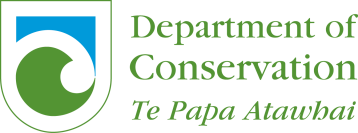 Department of
Conservation
Te Papa Atawhai